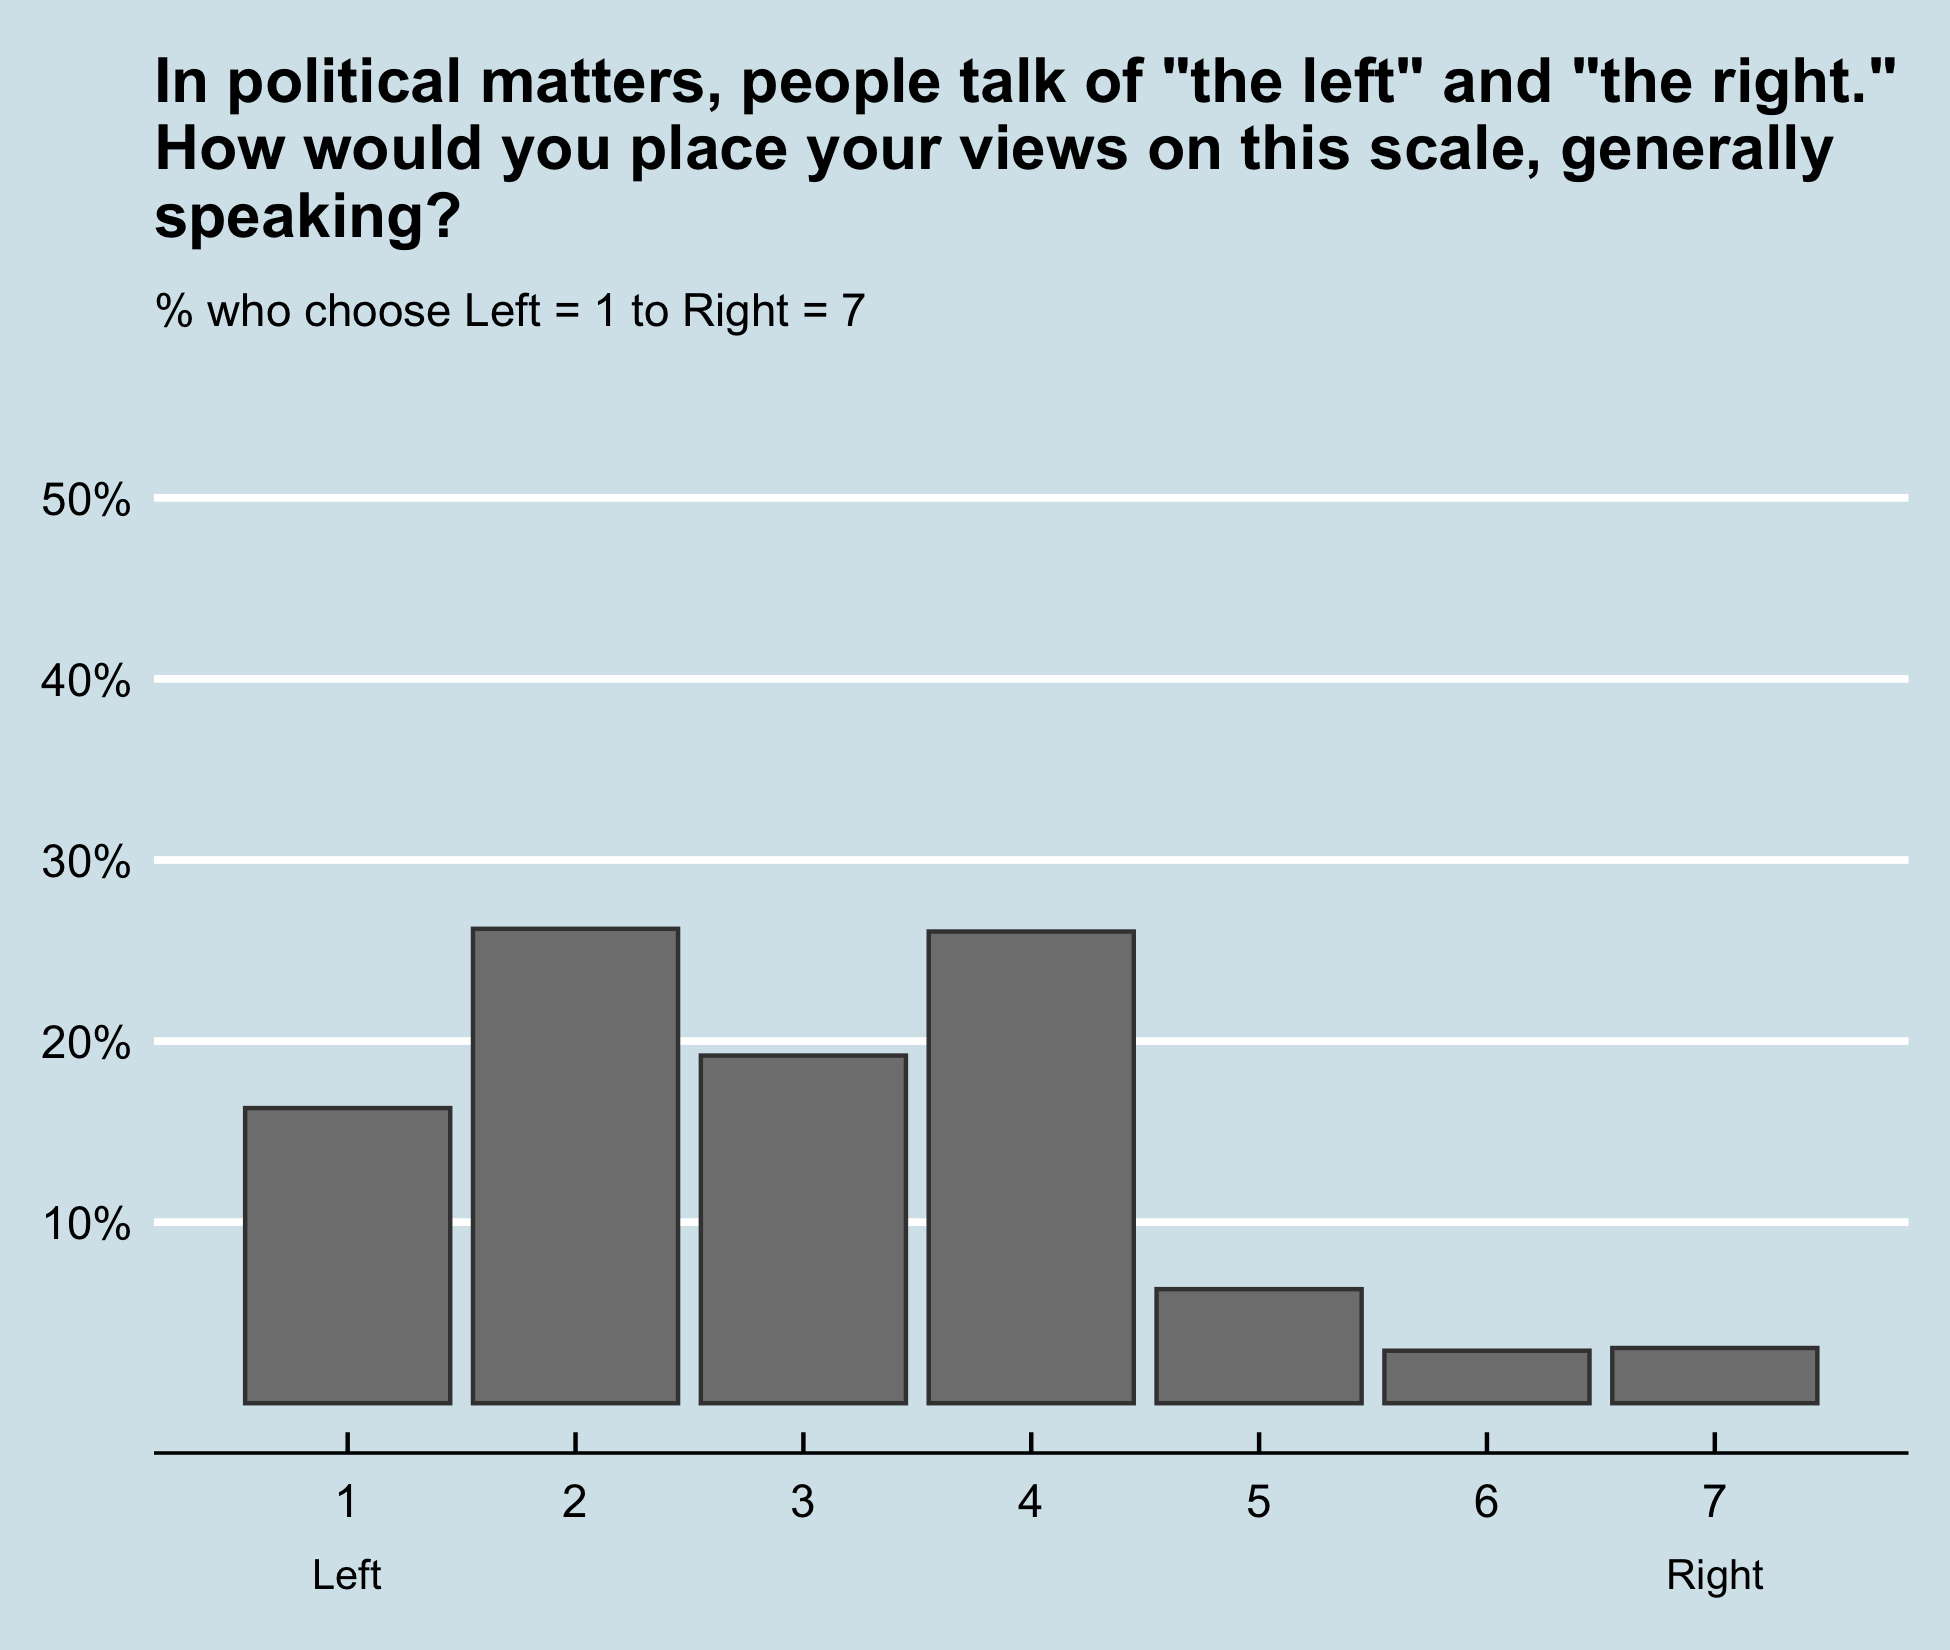 In political matters, people talk of "the left" and "the right."
How would you place your views on this scale, generally
speaking?
% who choose Left = 1 to Right = 7
50%
40%
30%
20%
10%
1 2 3 4 5 6 7
Left Right